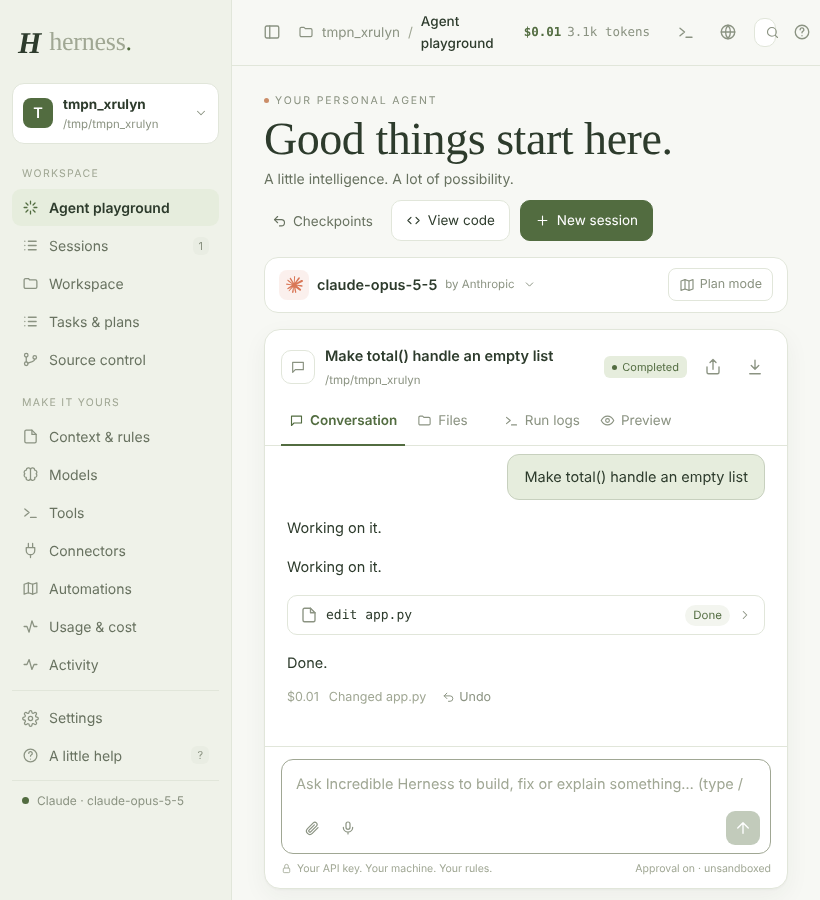 H herness.
T
tmpn_xrulyn
/tmp/tmpn_xrulyn
WORKSPACE
Agent playground
Sessions 1
Workspace
Tasks & plans
Source control
MAKE IT YOURS
Context & rules
Models
Tools
Connectors
Automations
Usage & cost
Activity
Settings
A little help ?
Claude · claude-opus-5-5
tmpn_xrulyn / Agent playground
$0.01 3.1k tokens
YOUR PERSONAL AGENT
Good things start here.
A little intelligence. A lot of possibility.
Checkpoints View code New session
claude-opus-5-5 by Anthropic Plan mode
Make total() handle an empty list
/tmp/tmpn_xrulyn
Completed
Conversation Files Run logs Preview
Make total() handle an empty list
Working on it.
Working on it.
edit app.py Done
Done.
$0.01 Changed app.py Undo
Ask Incredible Herness to build, fix or explain something... (type /
Your API key. Your machine. Your rules. Approval on · unsandboxed